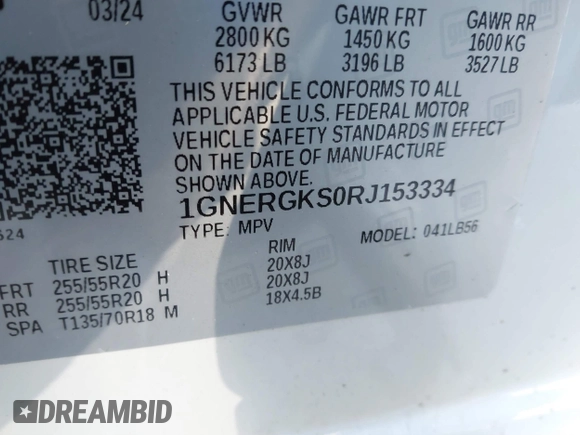 03/24 GVWR GAWR FRT GAWR RR
2800 KG 1450 KG 1600 KG
6173 LB 3196 LB 3527 LB
THIS VEHICLE CONFORMS TO ALL
APPLICABLE U.S. FEDERAL MOTOR
VEHICLE SAFETY STANDARDS IN EFFECT
ON THE DATE OF MANUFACTURE
SHOWN ABOVE.
1GNERGKS0RJ153334
TYPE: MPV MODEL: 041LB56
TIRE SIZE RIM
FRT 255/55R20 H 20X8J
RR 255/55R20 H 20X8J
SPA T135/70R18 M 18X4.5B
DREAMBID